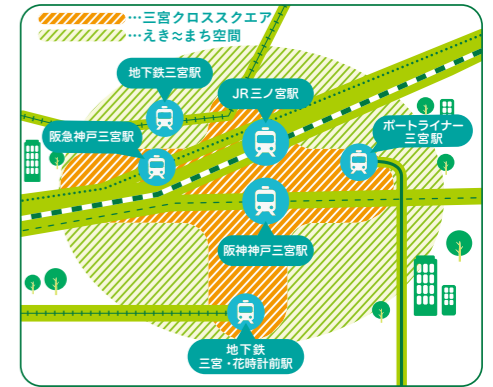 …三宮クロススクエア
…えき≈まち空間
地下鉄三宮駅
JR三ノ宮駅
阪急神戸三宮駅
ポートライナー
三宮駅
阪神神戸三宮駅
地下鉄
三宮・花時計前駅